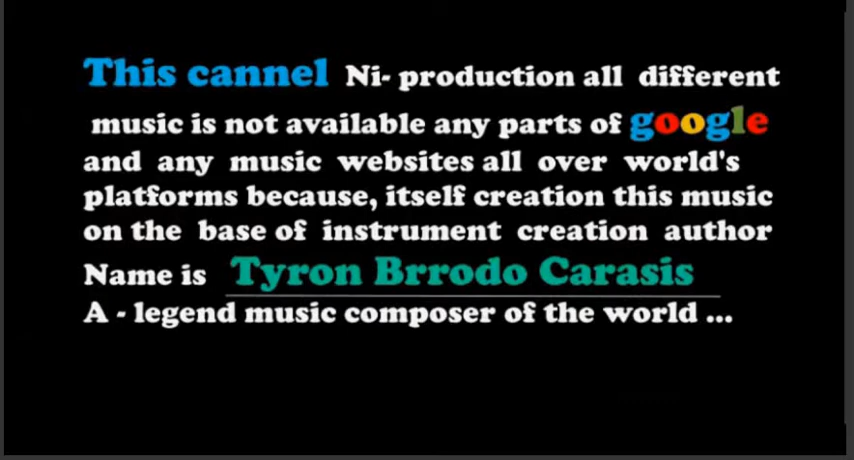 This cannel Ni- production all different
music is not available any parts of google
and any music websites all over world's
platforms because, itself creation this music
on the base of instrument creation author
Name is Tyron Brrodo Carasis
A - legend music composer of the world ...